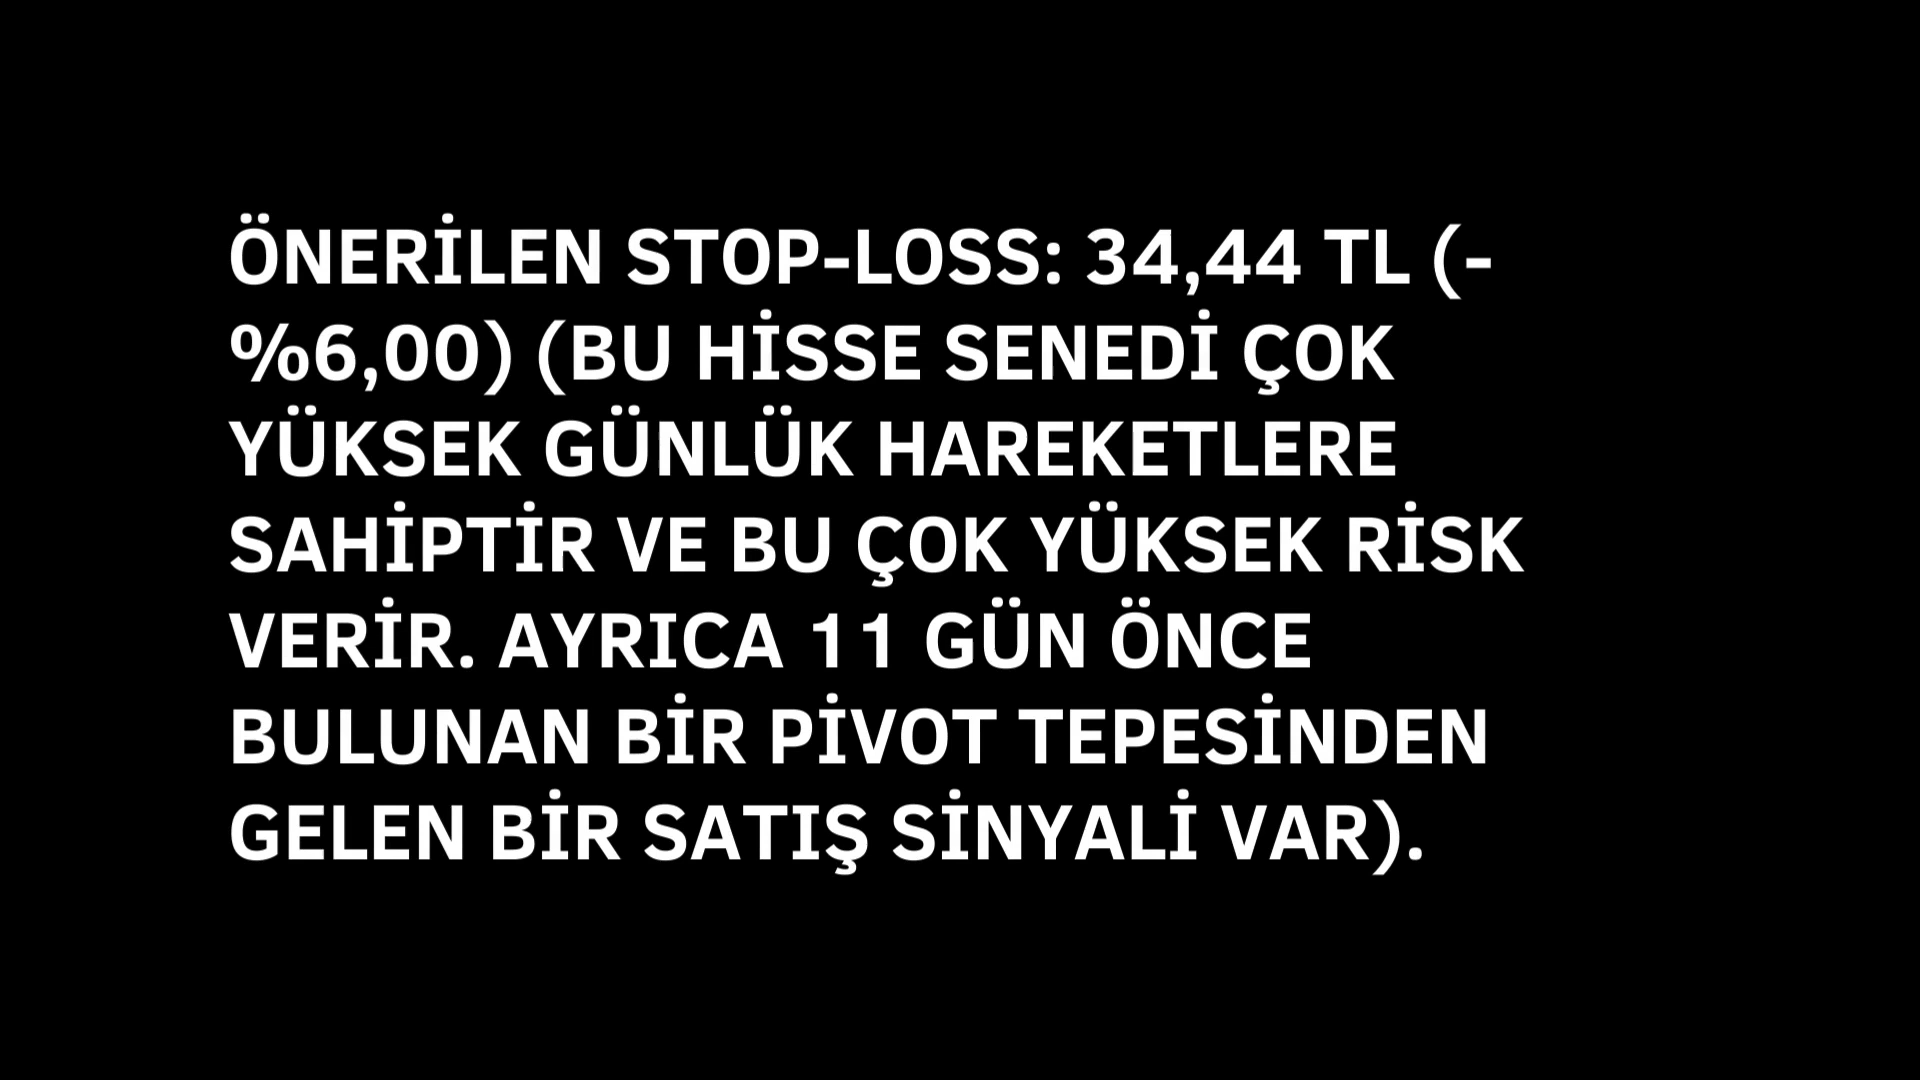 ÖNERİLEN STOP-LOSS: 34,44 TL (-
%6,00) (BU HİSSE SENEDİ ÇOK
YÜKSEK GÜNLÜK HAREKETLERE
SAHİPTİR VE BU ÇOK YÜKSEK RİSK
VERİR. AYRICA 11 GÜN ÖNCE
BULUNAN BİR PİVOT TEPESİNDEN
GELEN BİR SATIŞ SİNYALİ VAR).